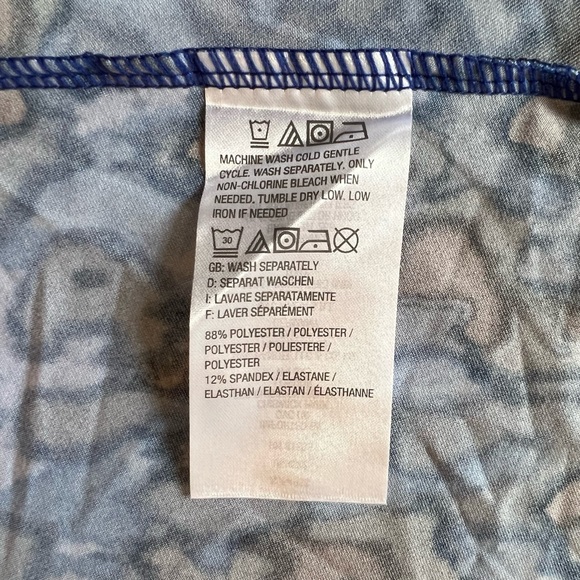 MACHINE WASH COLD GENTLE
CYCLE. WASH SEPARATELY. ONLY
NON-CHLORINE BLEACH WHEN
NEEDED. TUMBLE DRY LOW. LOW
IRON IF NEEDED
30
GB: WASH SEPARATELY
D: SEPARAT WASCHEN
I: LAVARE SEPARATAMENTE
F: LAVER SÉPARÉMENT
88% POLYESTER / POLYESTER /
POLYESTER / POLIESTERE /
POLYESTER
12% SPANDEX / ELASTANE /
ELASTHAN / ELASTAN / ÉLASTHANNE